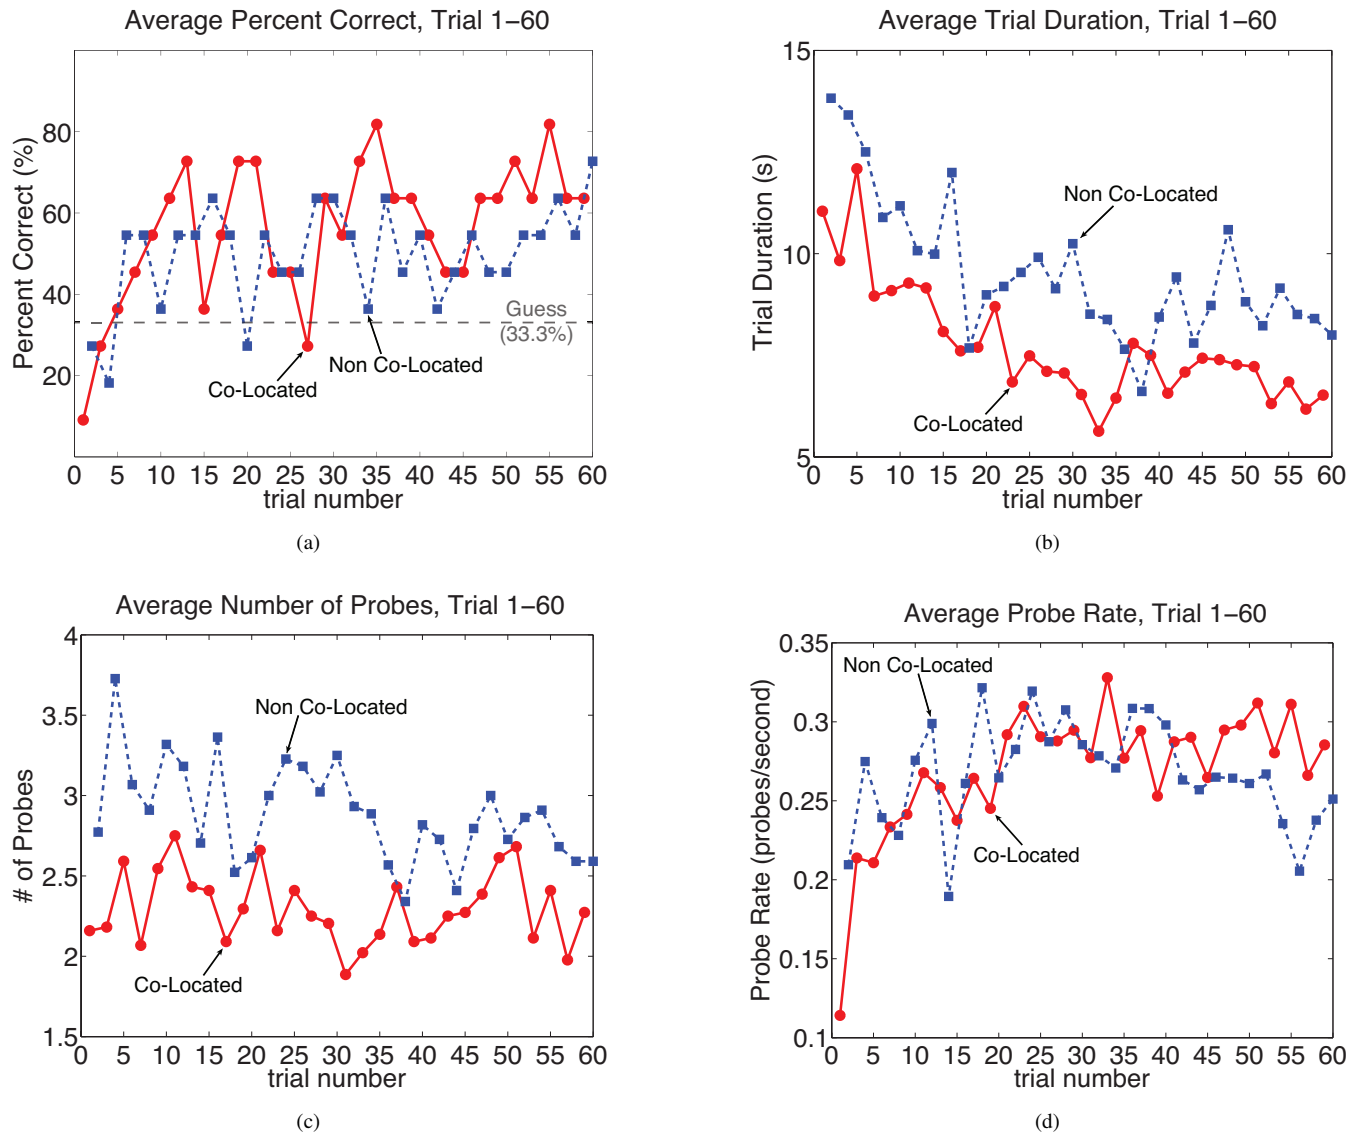 Average Percent Correct, Trial 1–60
Percent Correct (%)
80
60
40
20
Guess
(33.3%)
Non Co-Located
Co-Located
0 5 10 15 20 25 30 35 40 45 50 55 60
trial number
(a)
Average Trial Duration, Trial 1–60
Trial Duration (s)
15
10
5
Non Co-Located
Co-Located
0 5 10 15 20 25 30 35 40 45 50 55 60
trial number
(b)
Average Number of Probes, Trial 1–60
# of Probes
4
3.5
3
2.5
2
1.5
Non Co-Located
Co-Located
0 5 10 15 20 25 30 35 40 45 50 55 60
trial number
(c)
Average Probe Rate, Trial 1–60
Probe Rate (probes/second)
0.35
0.3
0.25
0.2
0.15
0.1
Non Co-Located
Co-Located
0 5 10 15 20 25 30 35 40 45 50 55 60
trial number
(d)